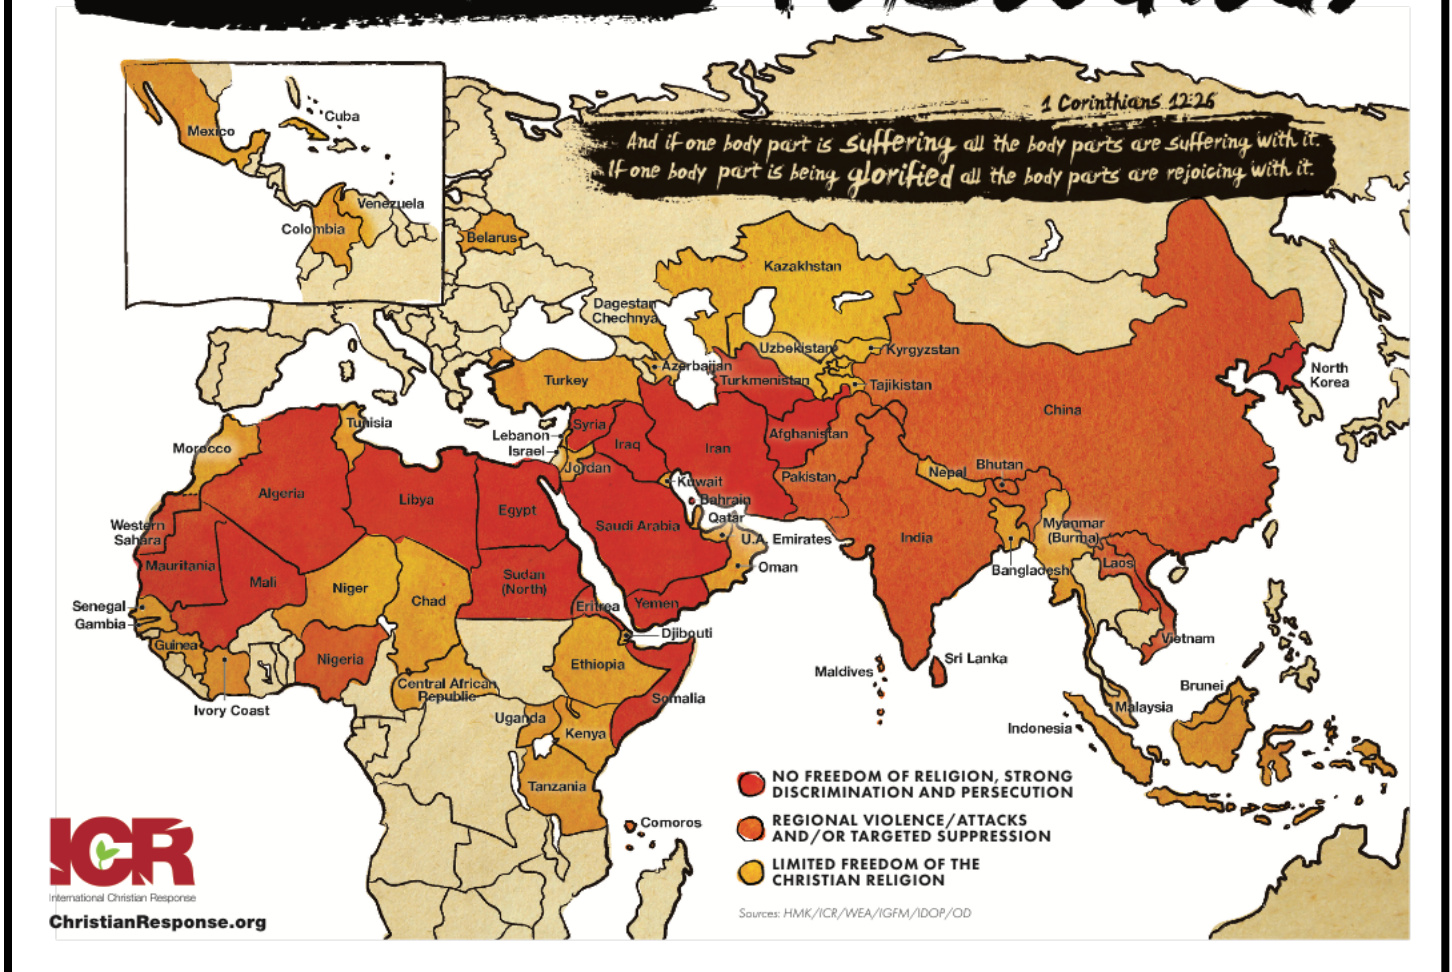 1 Corinthians 12:26
And if one body part is suffering all the body parts are suffering with it.
If one body part is being glorified all the body parts are rejoicing with it.
Mexico
Cuba
Venezuela
Colombia
Belarus
Kazakhstan
Dagestan
Chechnya
Uzbekistan
Kyrgyzstan
Azerbaijan
Turkey
Turkmenistan
Tajikistan
North
Korea
China
Tunisia
Morocco
Lebanon
Israel
Syria
Iraq
Iran
Afghanistan
Jordan
Pakistan
Nepal
Bhutan
Kuwait
Bahrain
Qatar
Algeria
Libya
Egypt
Saudi Arabia
U.A. Emirates
Western
Sahara
India
Myanmar
(Burma)
Bangladesh
Laos
Oman
Mauritania
Mali
Niger
Chad
Sudan
(North)
Eritrea
Yemen
Senegal
Gambia
Guinea
Nigeria
Djibouti
Ethiopia
Vietnam
Sri Lanka
Maldives
Central African
Republic
Somalia
Ivory Coast
Uganda
Kenya
Brunei
Malaysia
Indonesia
Tanzania
Comoros
NO FREEDOM OF RELIGION, STRONG
DISCRIMINATION AND PERSECUTION
REGIONAL VIOLENCE/ATTACKS
AND/OR TARGETED SUPPRESSION
LIMITED FREEDOM OF THE
CHRISTIAN RELIGION
Sources: HMK/ICR/WEA/IGFM/IDOP/OD
ICR
International Christian Response
ChristianResponse.org